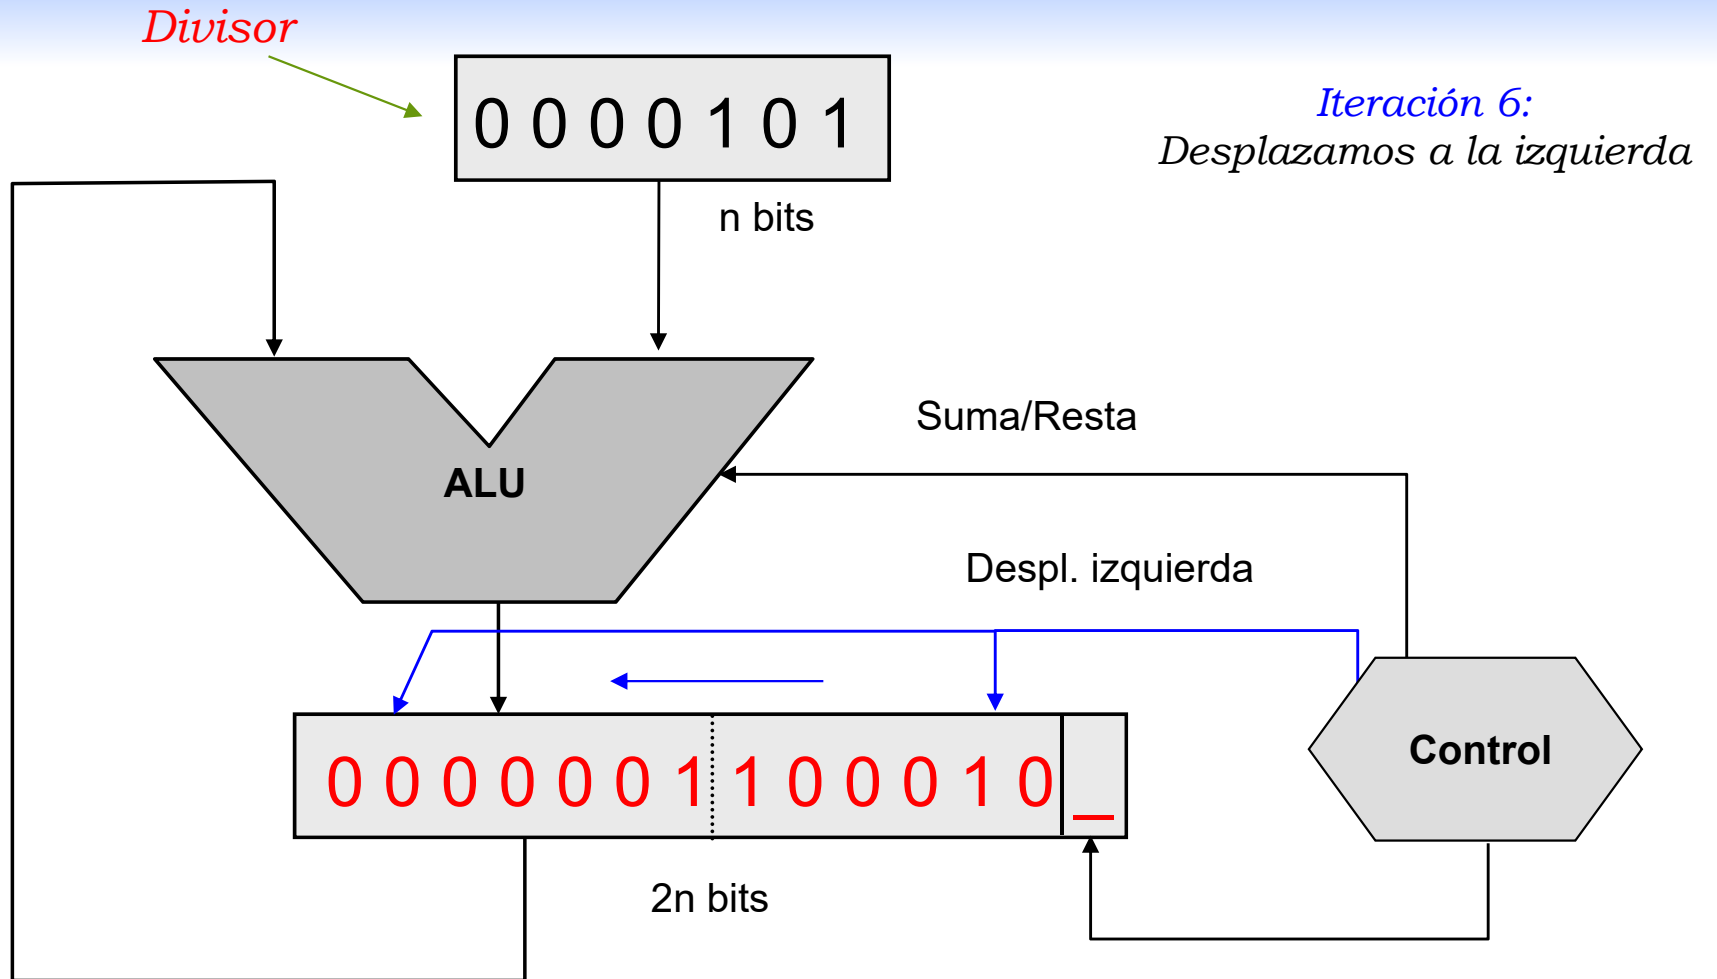 Divisor
0 0 0 0 1 0 1
Iteración 6:
Desplazamos a la izquierda
n bits
Suma/Resta
ALU
Despl. izquierda
0 0 0 0 0 0 1 1 0 0 0 1 0 _
Control
2n bits